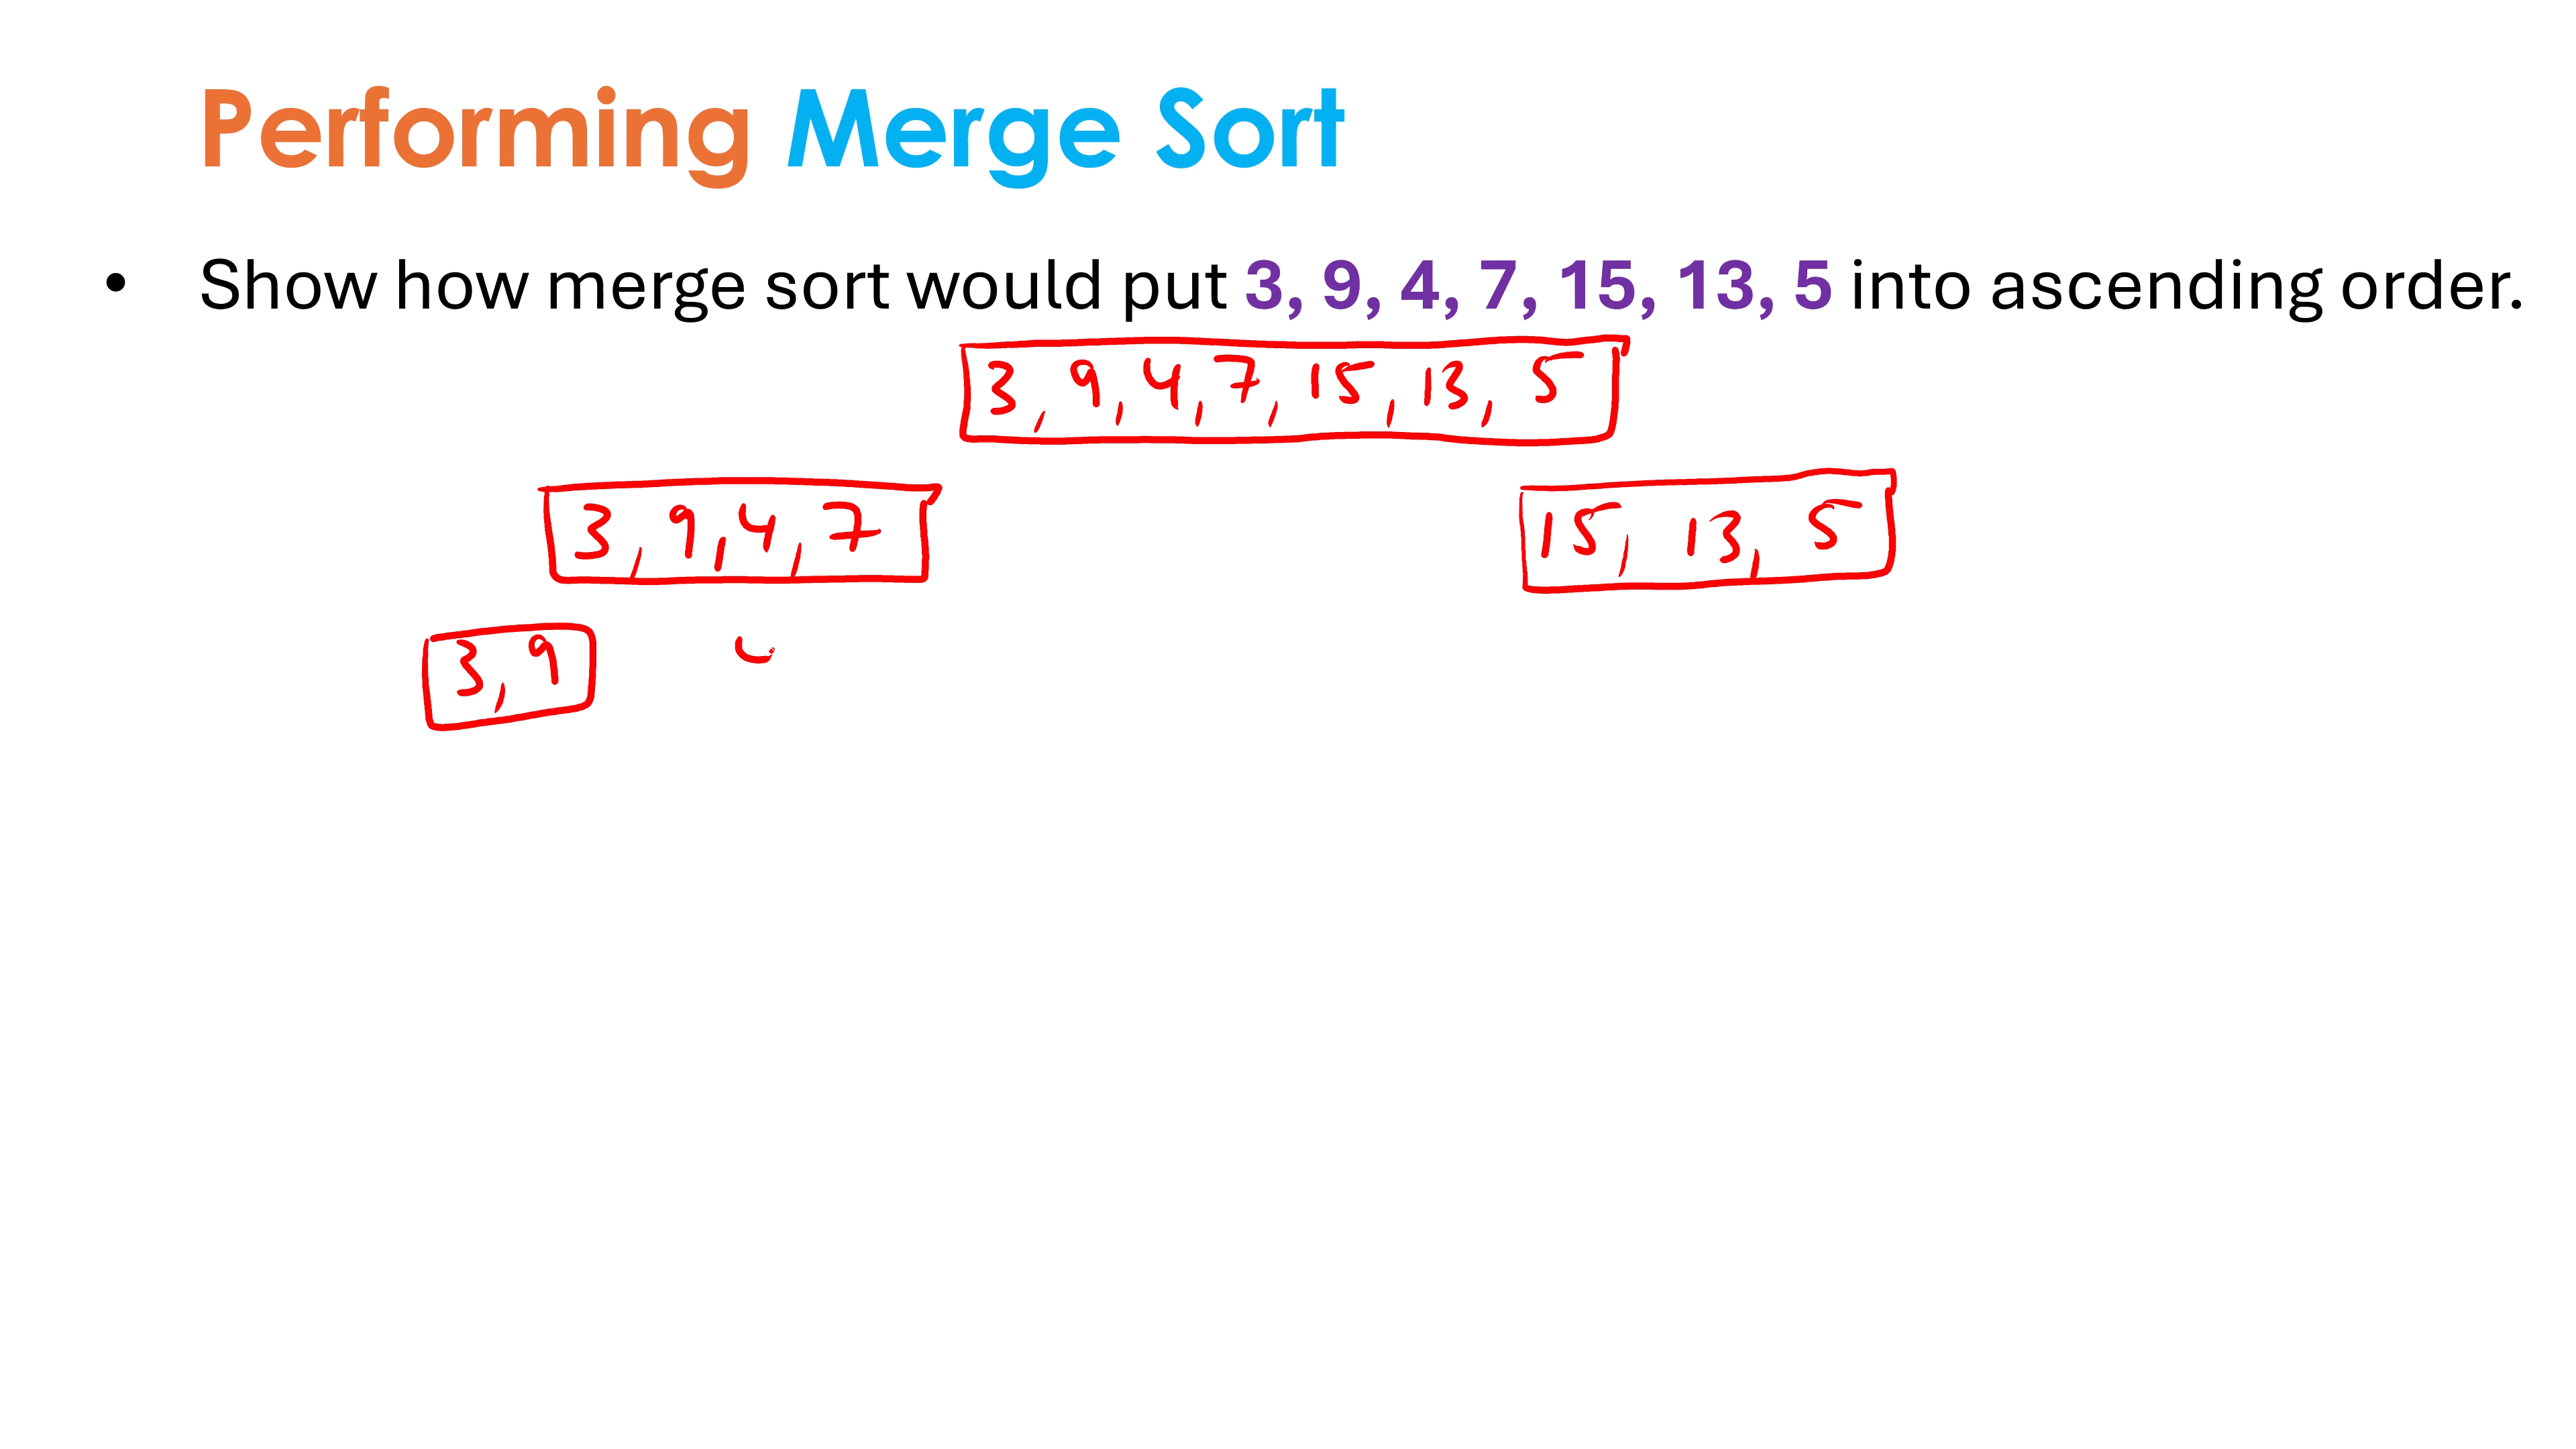 Performing Merge Sort
• Show how merge sort would put 3, 9, 4, 7, 15, 13, 5 into ascending order.
3, 9, 4, 7, 15, 13, 5
3, 9, 4, 7 15, 13, 5
3, 9